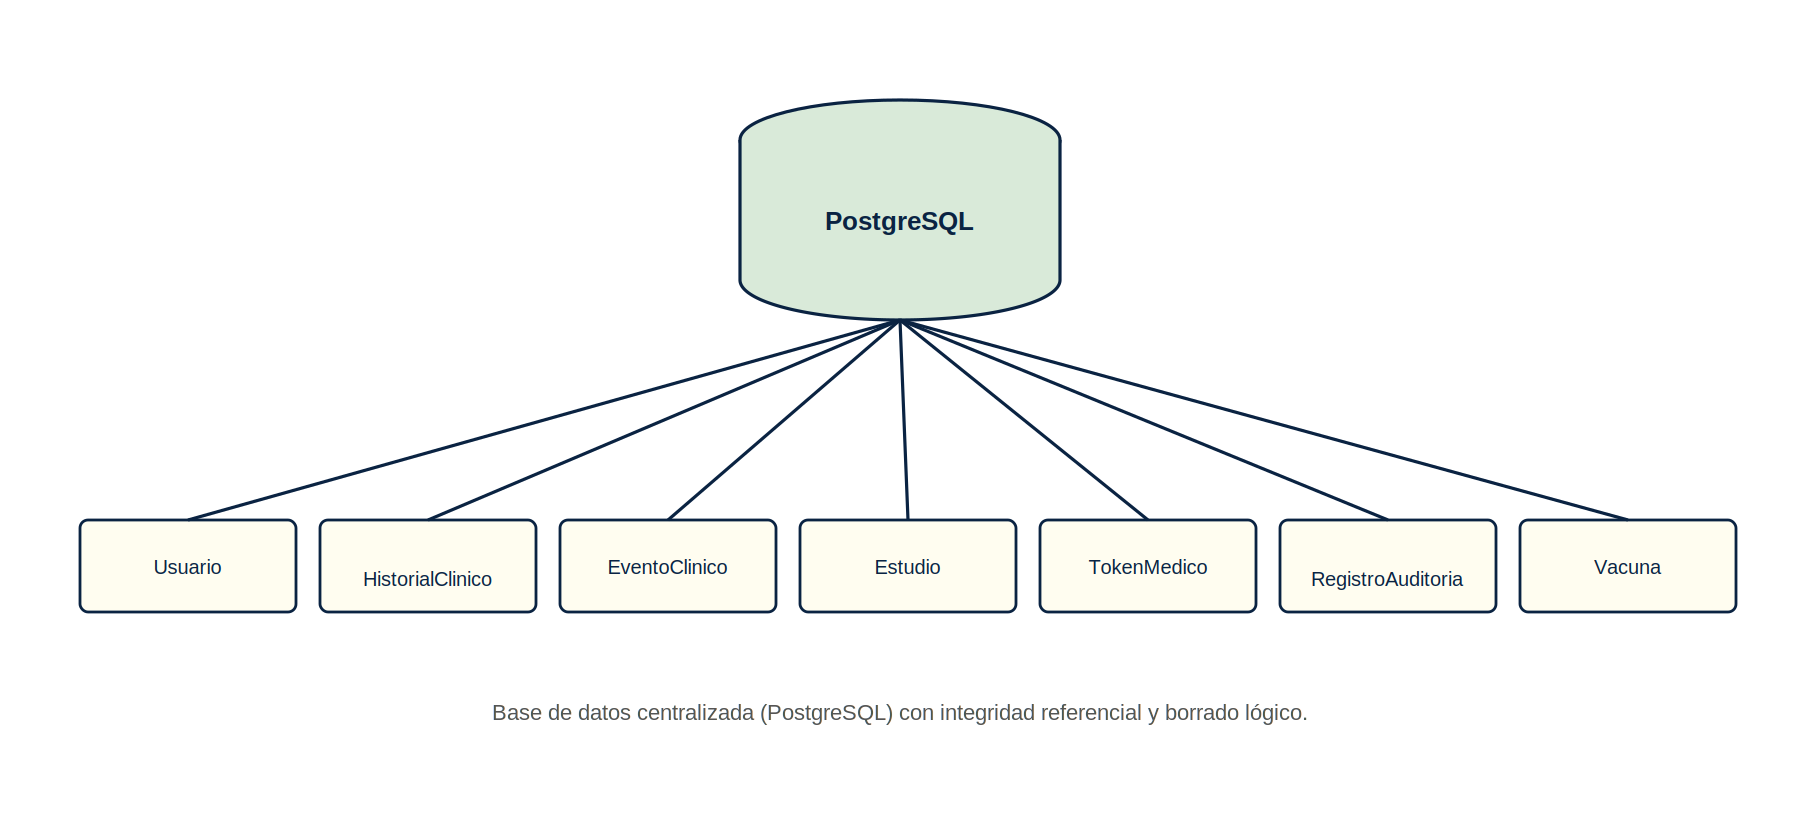 PostgreSQL
Usuario
HistorialClinico
EventoClinico
Estudio
TokenMedico
RegistroAuditoria
Vacuna
Base de datos centralizada (PostgreSQL) con integridad referencial y borrado lógico.